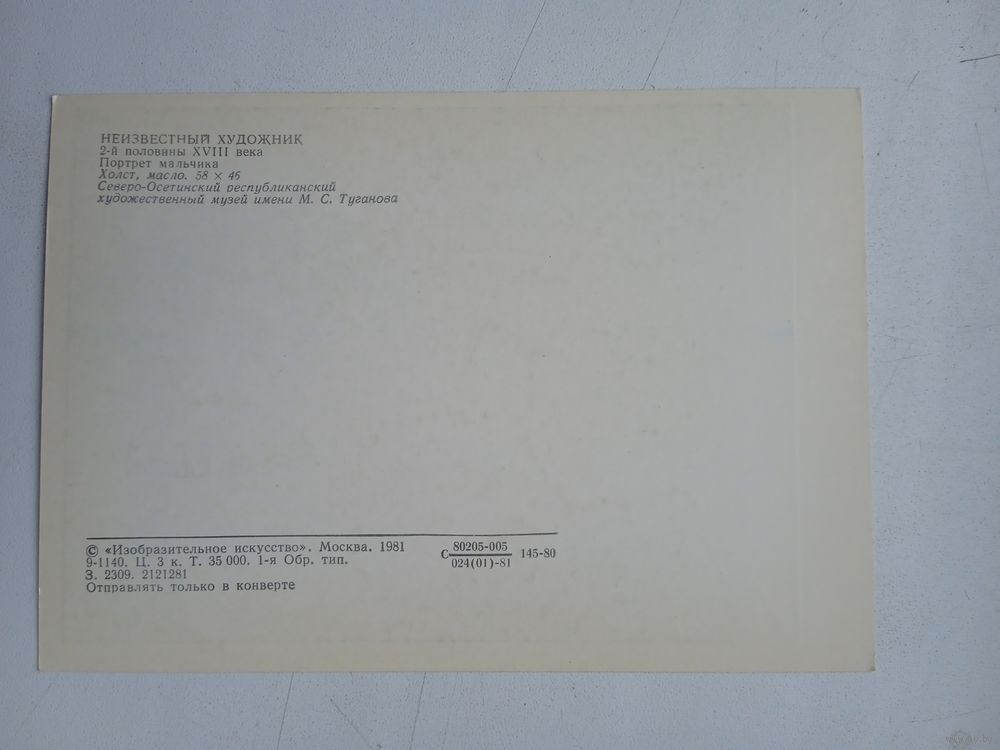 НЕИЗВЕСТНЫЙ ХУДОЖНИК
2-й половины XVIII века
Портрет мальчика
Холст, масло. 58 × 46
Северо-Осетинский республиканский
художественный музей имени М. С. Туганова
© «Изобразительное искусство». Москва. 1981
9-1140. Ц. 3 к. Т. 35 000. 1-я Обр. тип.
З. 2309. 2121281
Отправлять только в конверте
С 80205-005 145-80
024(01)-81